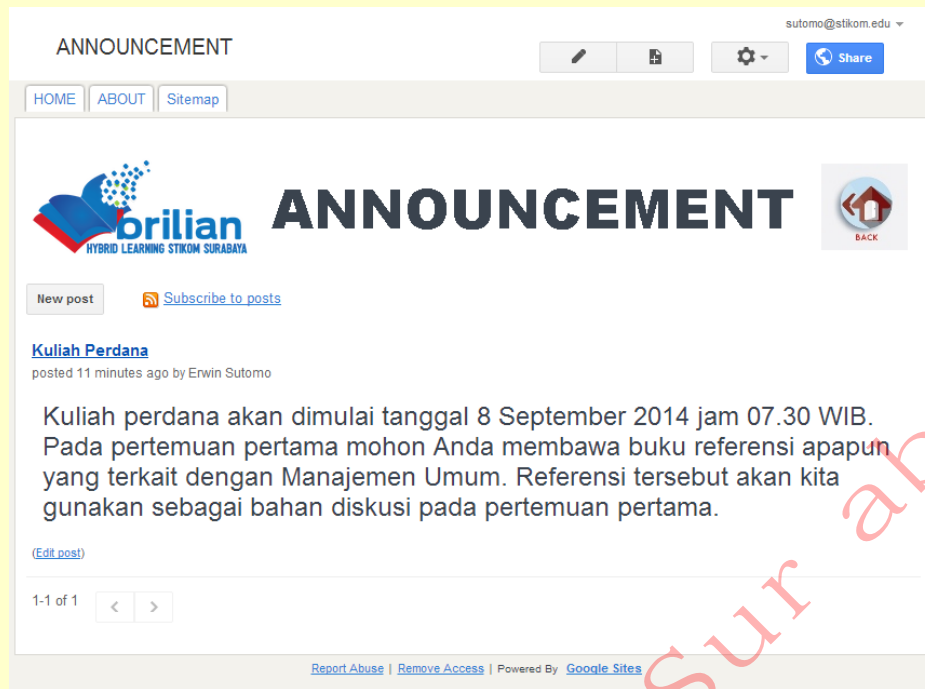 sutomo@stikom.edu
ANNOUNCEMENT
Share
HOME ABOUT Sitemap
brilian
HYBRID LEARNING STIKOM SURABAYA
ANNOUNCEMENT
BACK
New post Subscribe to posts
Kuliah Perdana
posted 11 minutes ago by Erwin Sutomo
Kuliah perdana akan dimulai tanggal 8 September 2014 jam 07.30 WIB.
Pada pertemuan pertama mohon Anda membawa buku referensi apapun
yang terkait dengan Manajemen Umum. Referensi tersebut akan kita
gunakan sebagai bahan diskusi pada pertemuan pertama.
(Edit post)
1-1 of 1
Report Abuse | Remove Access | Powered By Google Sites
Sur ab